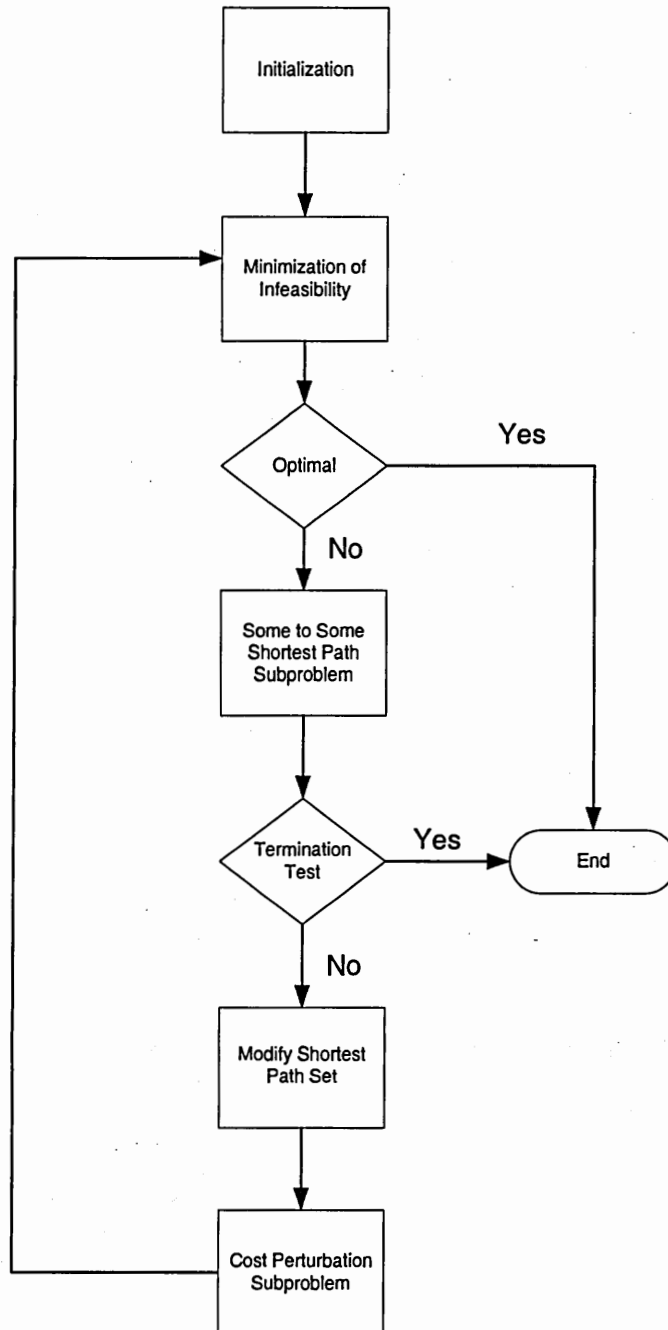 Initialization
Minimization of
Infeasibility
Optimal
Yes
No
Some to Some
Shortest Path
Subproblem
Termination
Test
Yes
End
No
Modify Shortest
Path Set
Cost Perturbation
Subproblem